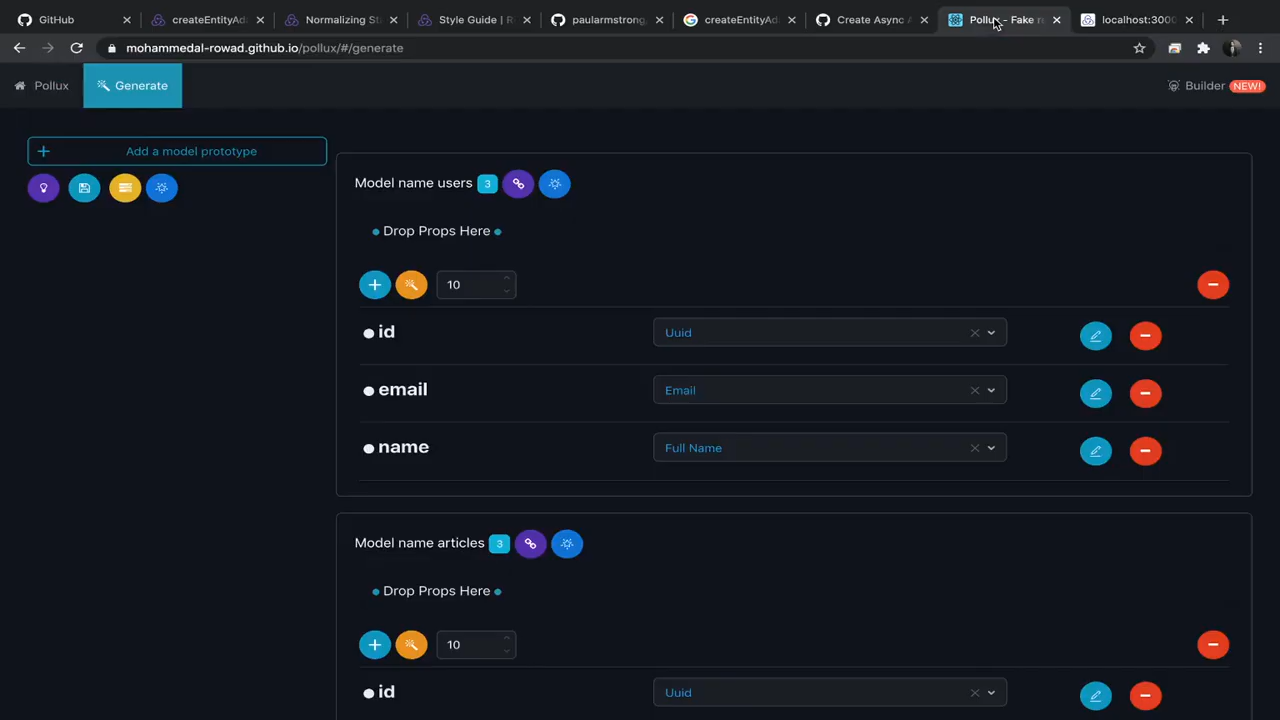 GitHub
createEntityAd
Normalizing St
Style Guide | R
paularmstrong
createEntityAd
Create Async A
Pollux - Fake r
localhost:3000
mohammedal-rowad.github.io/pollux/#/generate
Pollux
Generate
Builder NEW!
Add a model prototype
Model name users 3
Drop Props Here
10
id Uuid
email Email
name Full Name
Model name articles 3
Drop Props Here
10
id Uuid